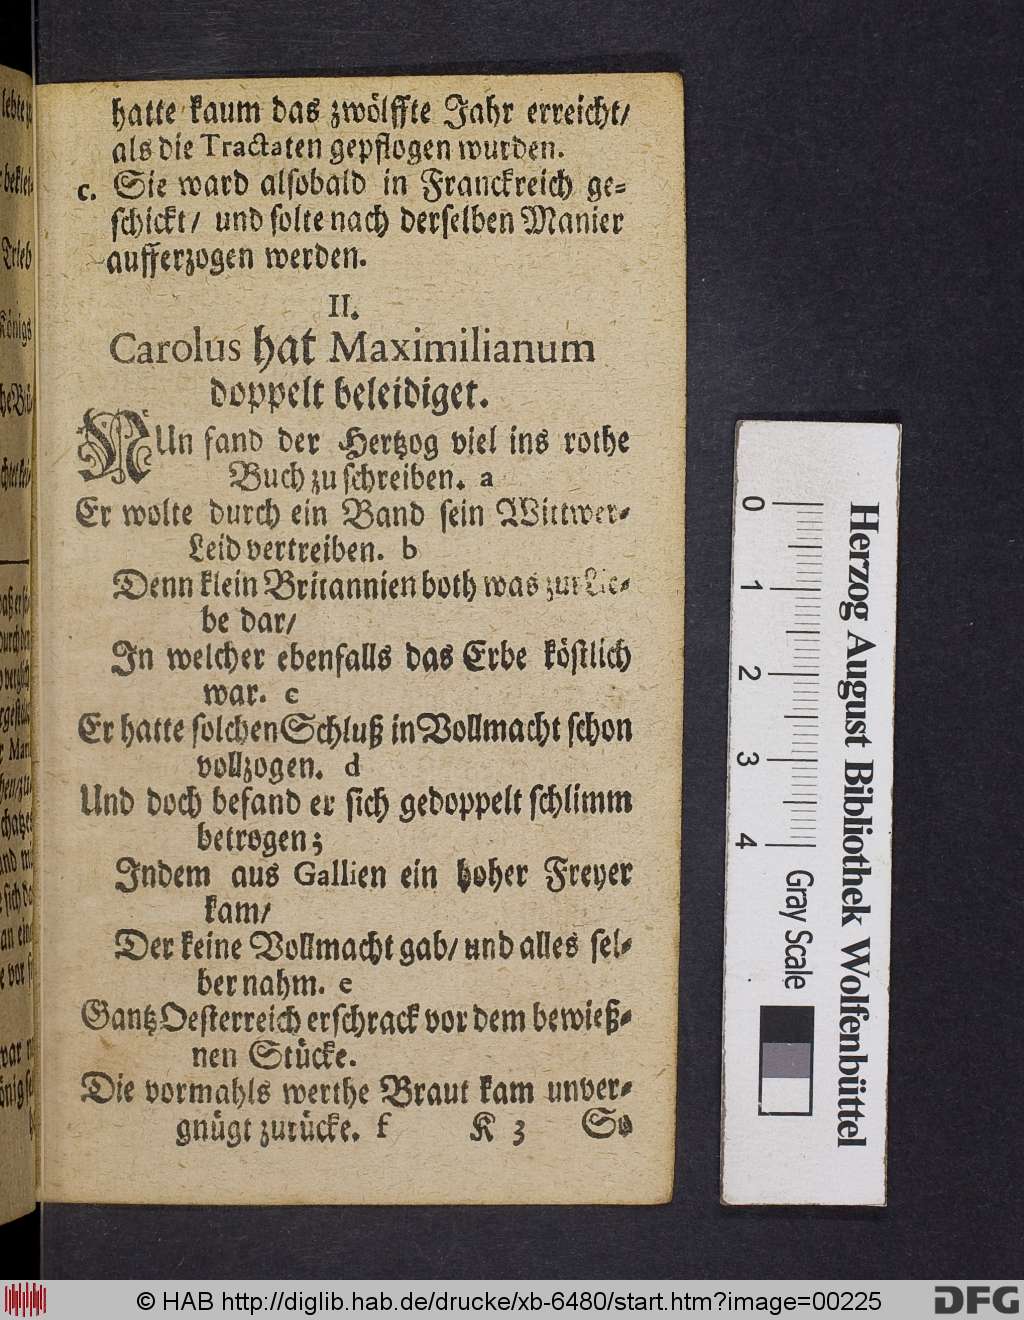 hatte kaum das zwölffte Jahr erreicht/
als die Tractaten gepflogen wurden.
c. Sie ward alsobald in Franckreich ge=
schickt/ und solte nach derselben Manier
aufferzogen werden.
II.
Carolus hat Maximilianum
doppelt beleidiget.
NUn fand der Hertzog viel ins rothe
Buch zu schreiben. a
Er wolte durch ein Band sein Wittwer=
Leid vertreiben. b
Denn klein Britannien both was zur Lie=
be dar/
In welcher ebenfalls das Erbe köstlich
war. c
Er hatte solchen Schluß in Vollmacht schon
vollzogen. d
Und doch befand er sich gedoppelt schlimm
betrogen;
Indem aus Gallien ein hoher Freyer
kam/
Der keine Vollmacht gab/ und alles sel=
ber nahm. e
Gantz Oesterreich erschrack vor dem bewieß=
nen Stücke.
Die vormahls werthe Braut kam unver=
gnügt zurücke. f K 3 So
0 1 2 3 4
Gray Scale
Herzog August Bibliothek Wolfenbüttel
© HAB http://diglib.hab.de/drucke/xb-6480/start.htm?image=00225
DFG